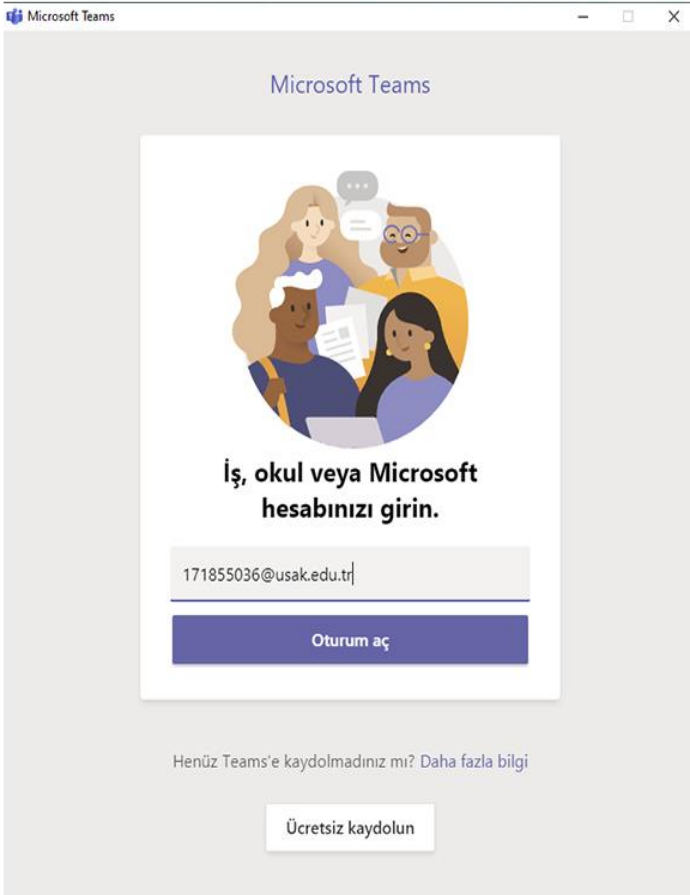 Microsoft Teams
Microsoft Teams
İş, okul veya Microsoft
hesabınızı girin.
171855036@usak.edu.tr
Oturum aç
Henüz Teams'e kaydolmadınız mı? Daha fazla bilgi
Ücretsiz kaydolun